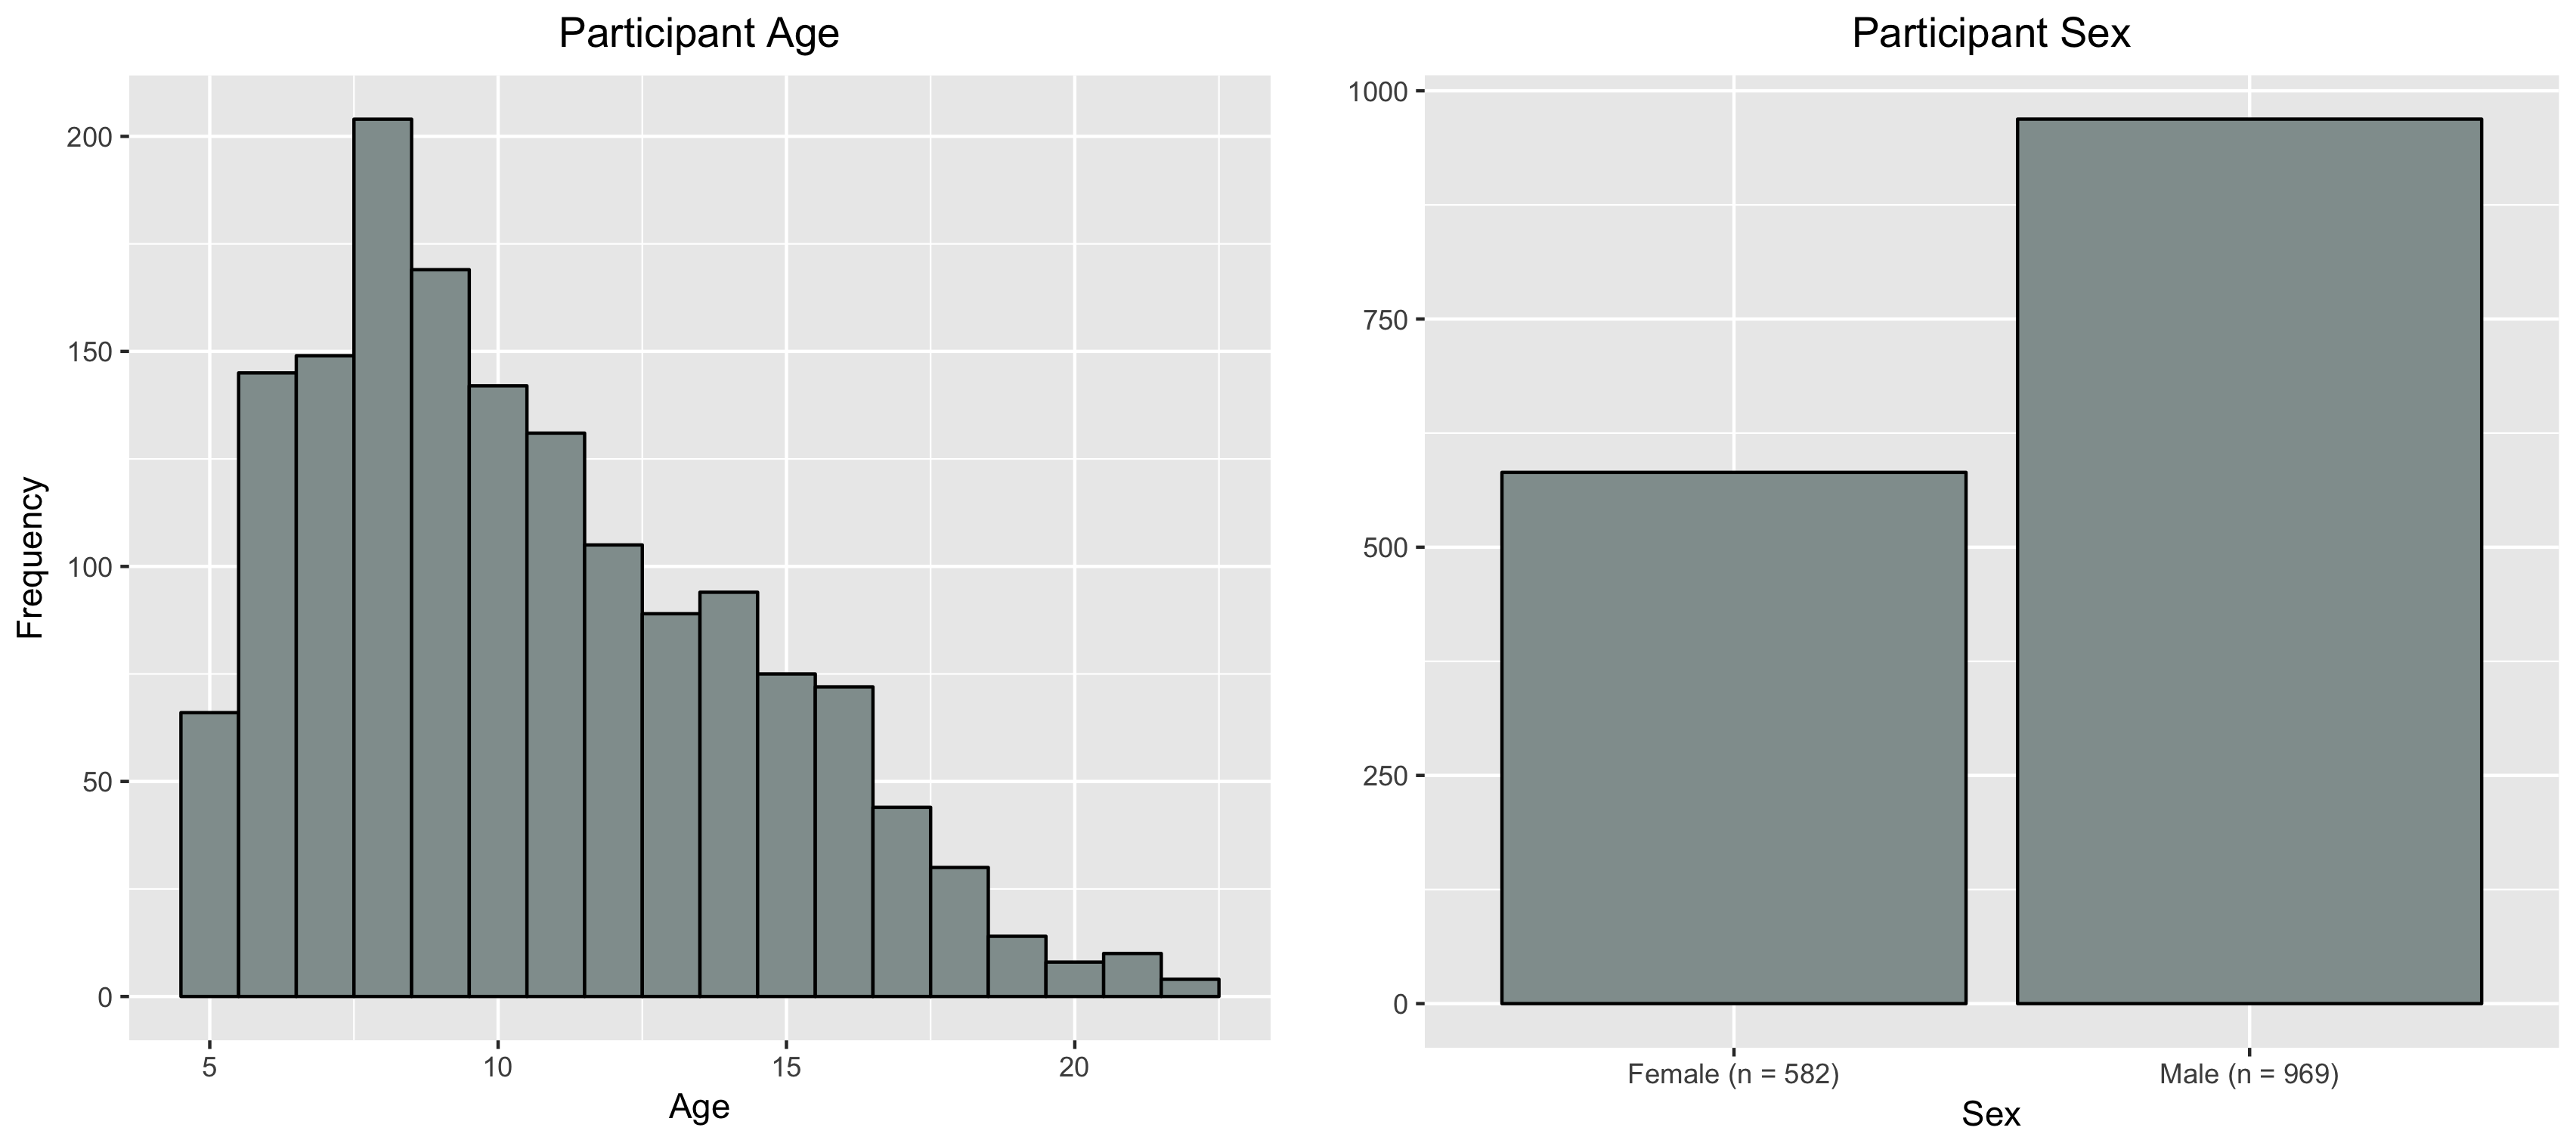 Participant Age
200
150
100
50
0
Frequency
5 10 15 20
Age
Participant Sex
1000
750
500
250
0
Female (n = 582) Male (n = 969)
Sex